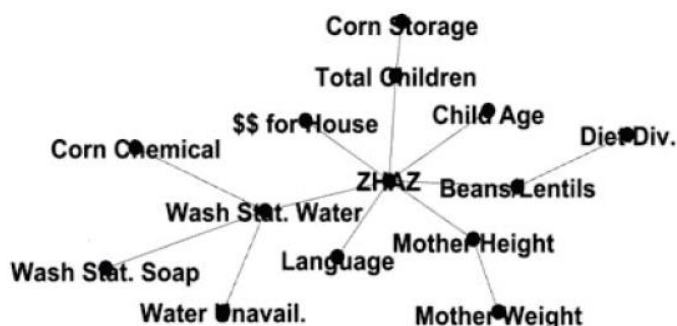 Corn Storage
Total Children
$$ for House
Child Age
Diet Div.
Corn Chemical
ZHAZ
Beans/Lentils
Wash Stat. Water
Mother Height
Language
Wash Stat. Soap
Water Unavail.
Mother Weight